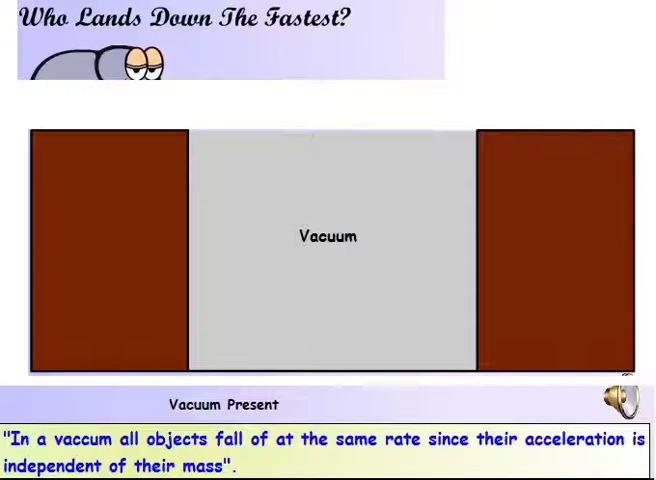 Who Lands Down The Fastest?
Vacuum
Vacuum Present
"In a vaccum all objects fall of at the same rate since their acceleration is
independent of their mass".